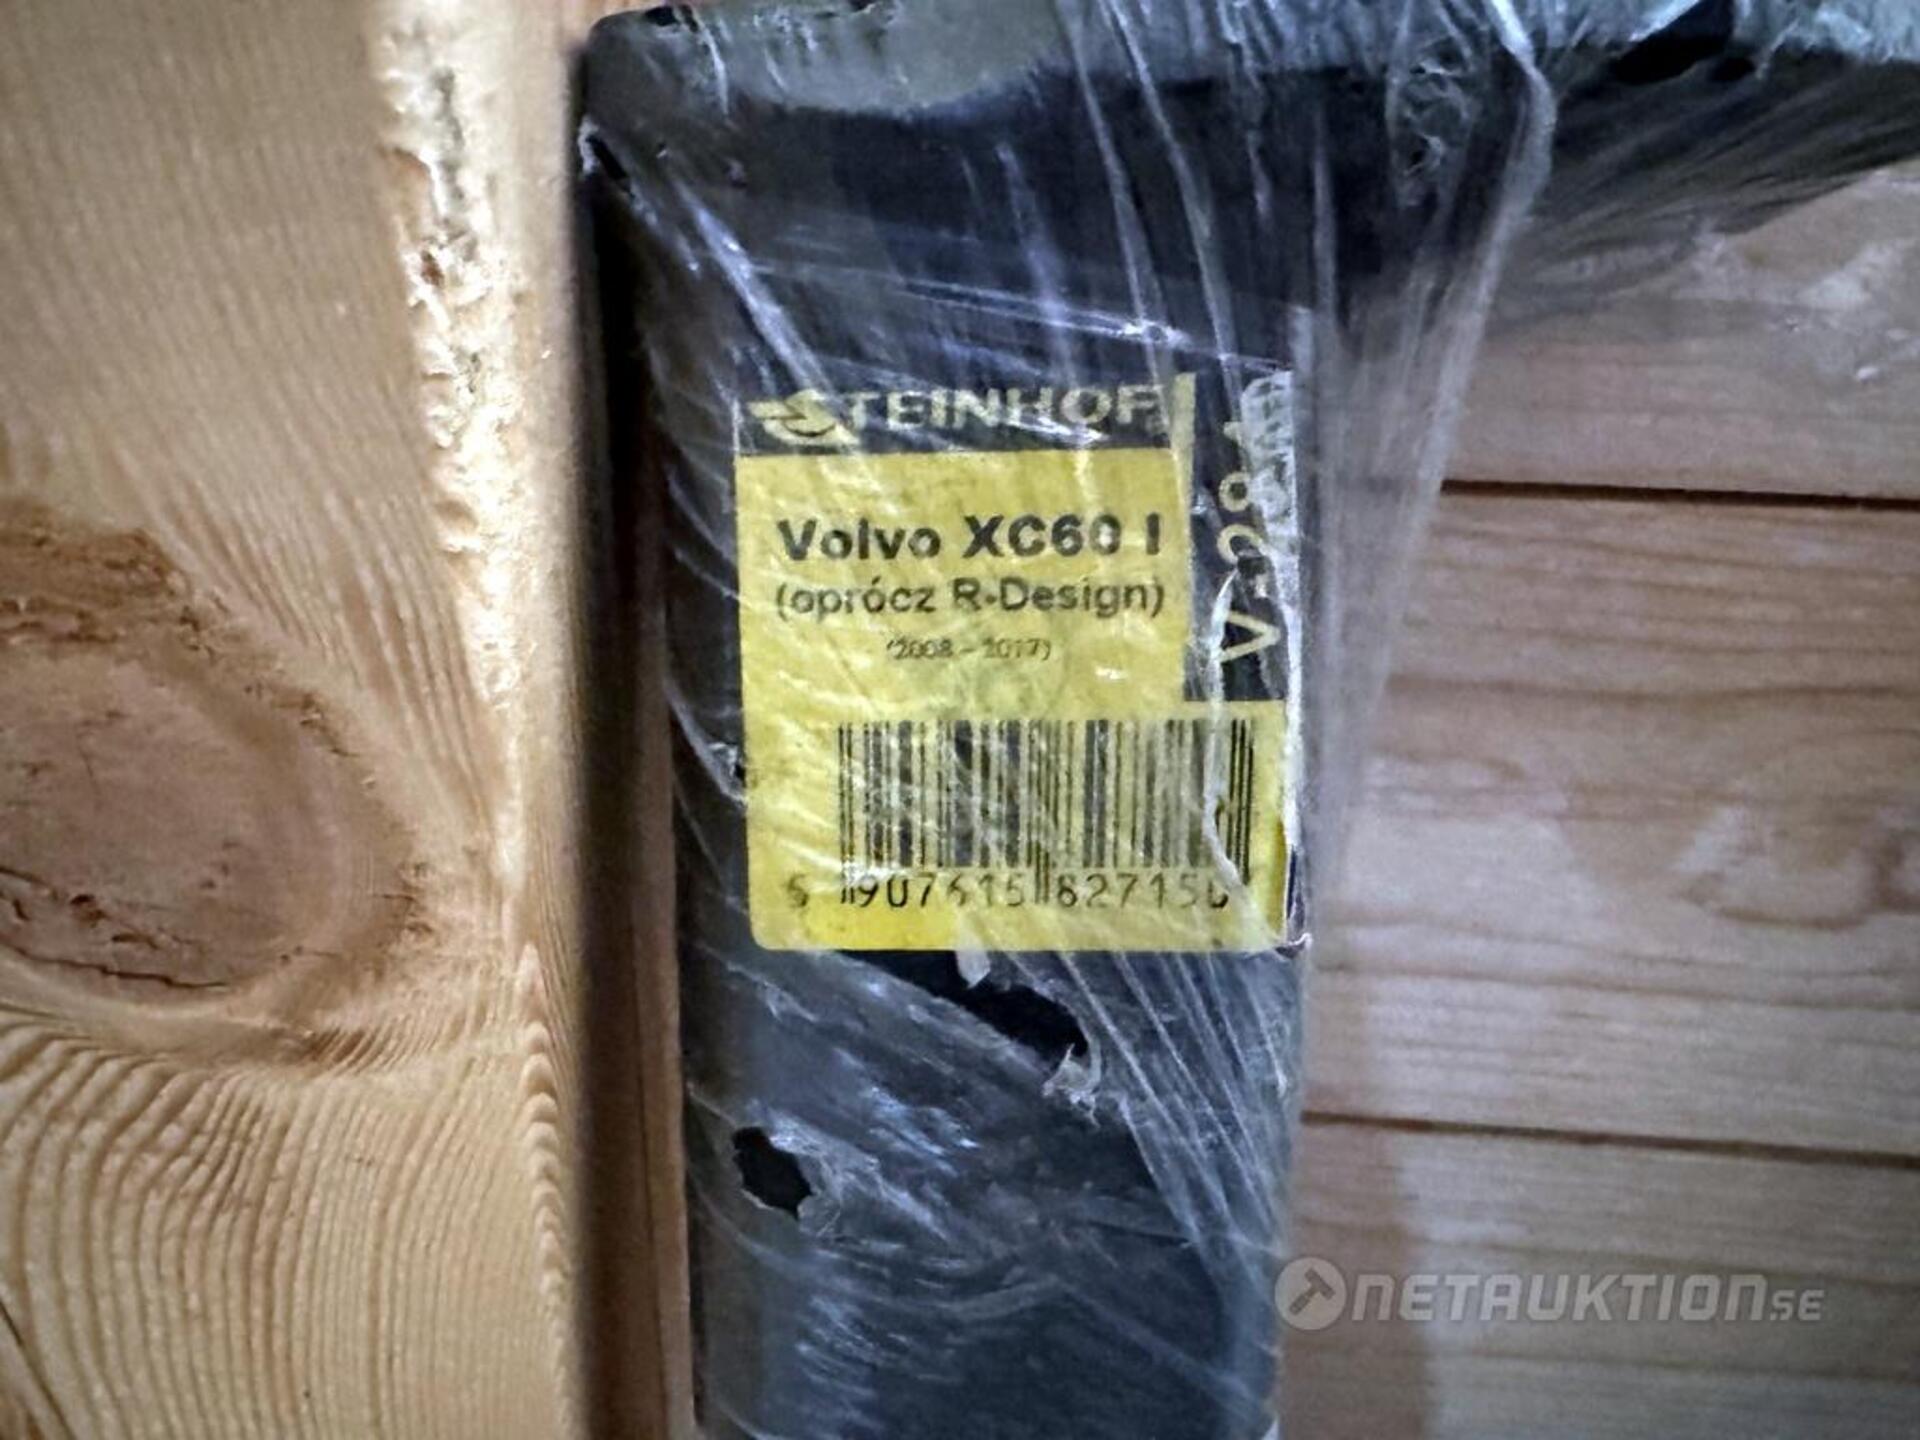 STEINHOF
Volvo XC60 I
(oprócz R-Design)
(2008 - 2017)
5 907615 827150
NETAUKTION.SE